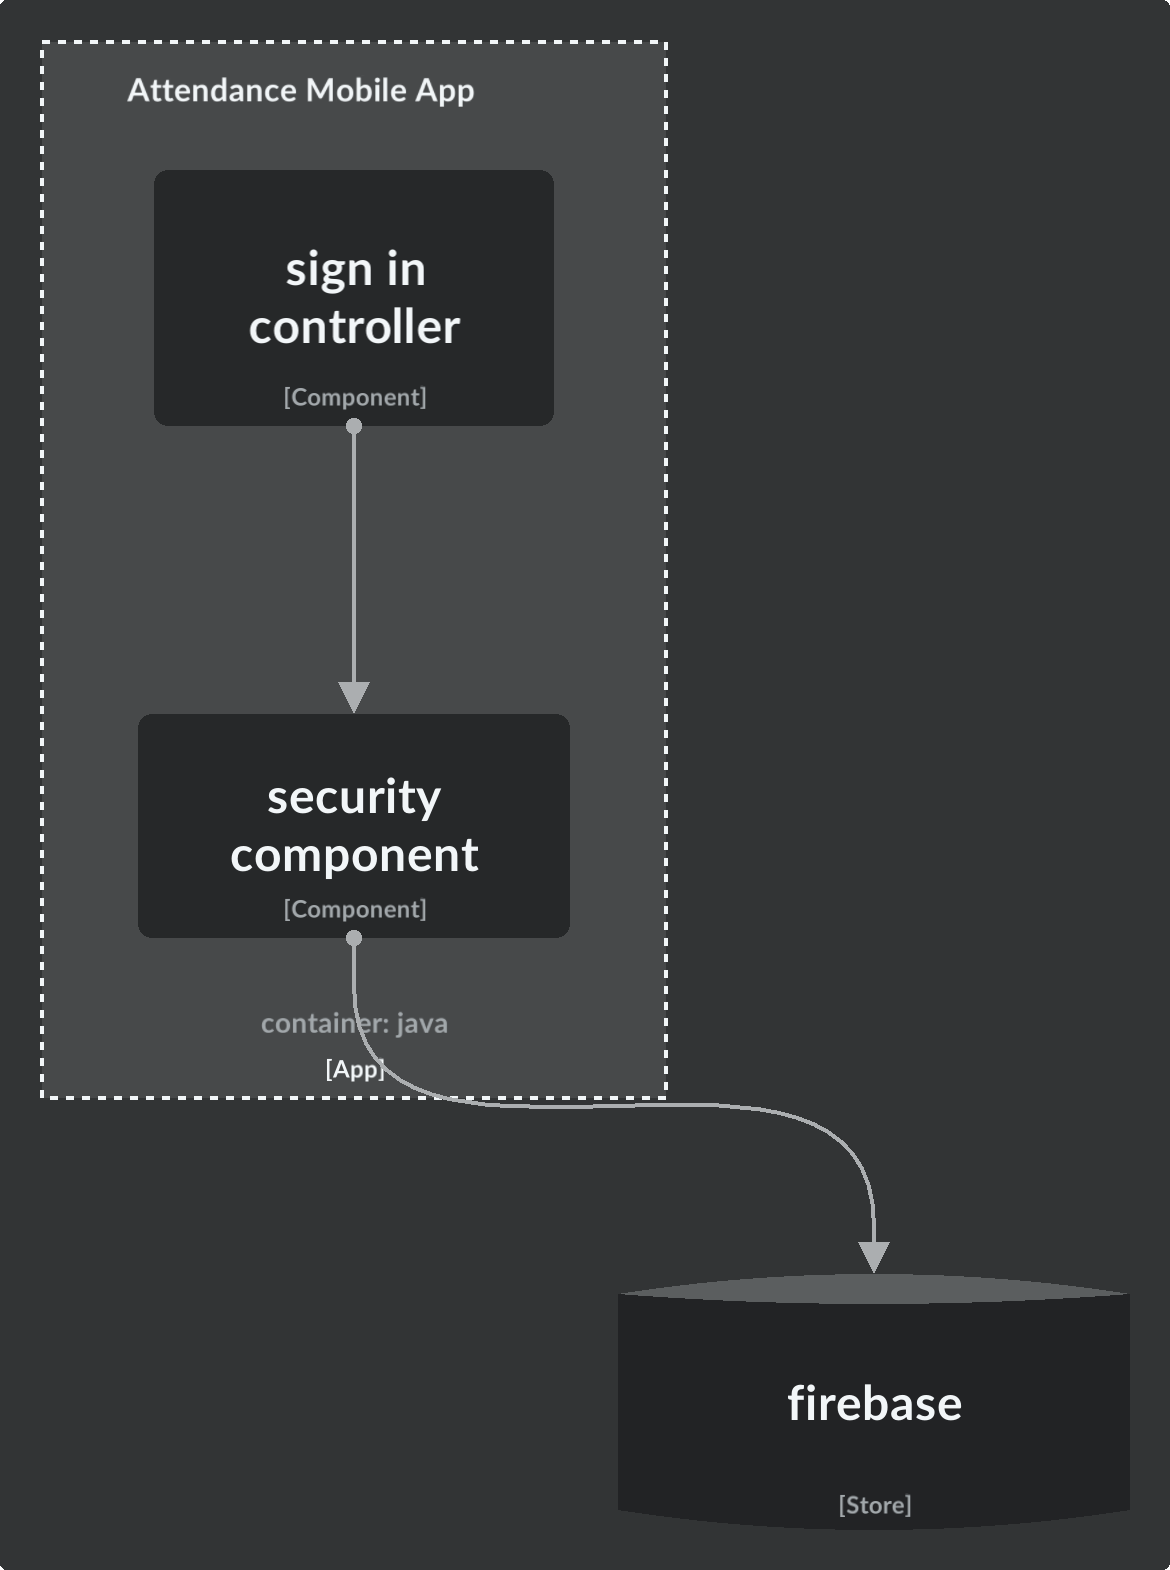 Attendance Mobile App
sign in
controller
[Component]
security
component
[Component]
container: java
[App]
firebase
[Store]